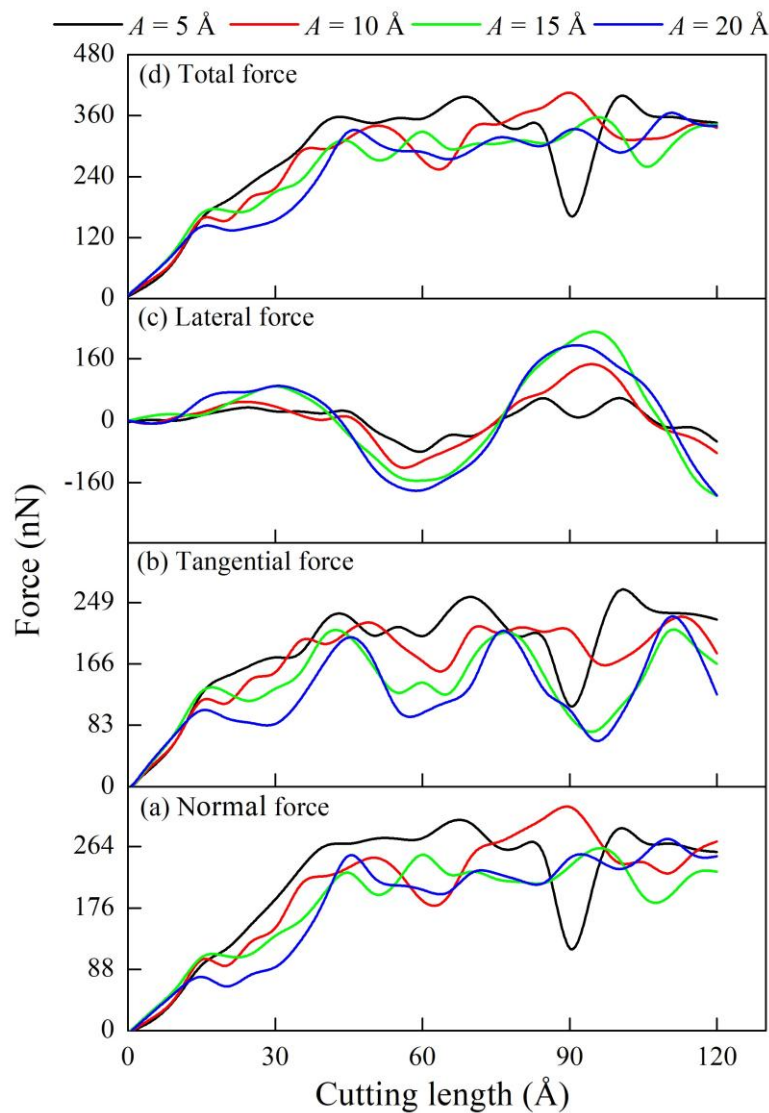 A = 5 Å A = 10 Å A = 15 Å A = 20 Å
480
(d) Total force
360
240
120
0
(c) Lateral force
160
0
-160
(b) Tangential force
249
166
83
0
(a) Normal force
264
176
88
0
0 30 60 90 120
Cutting length (Å)
Force (nN)